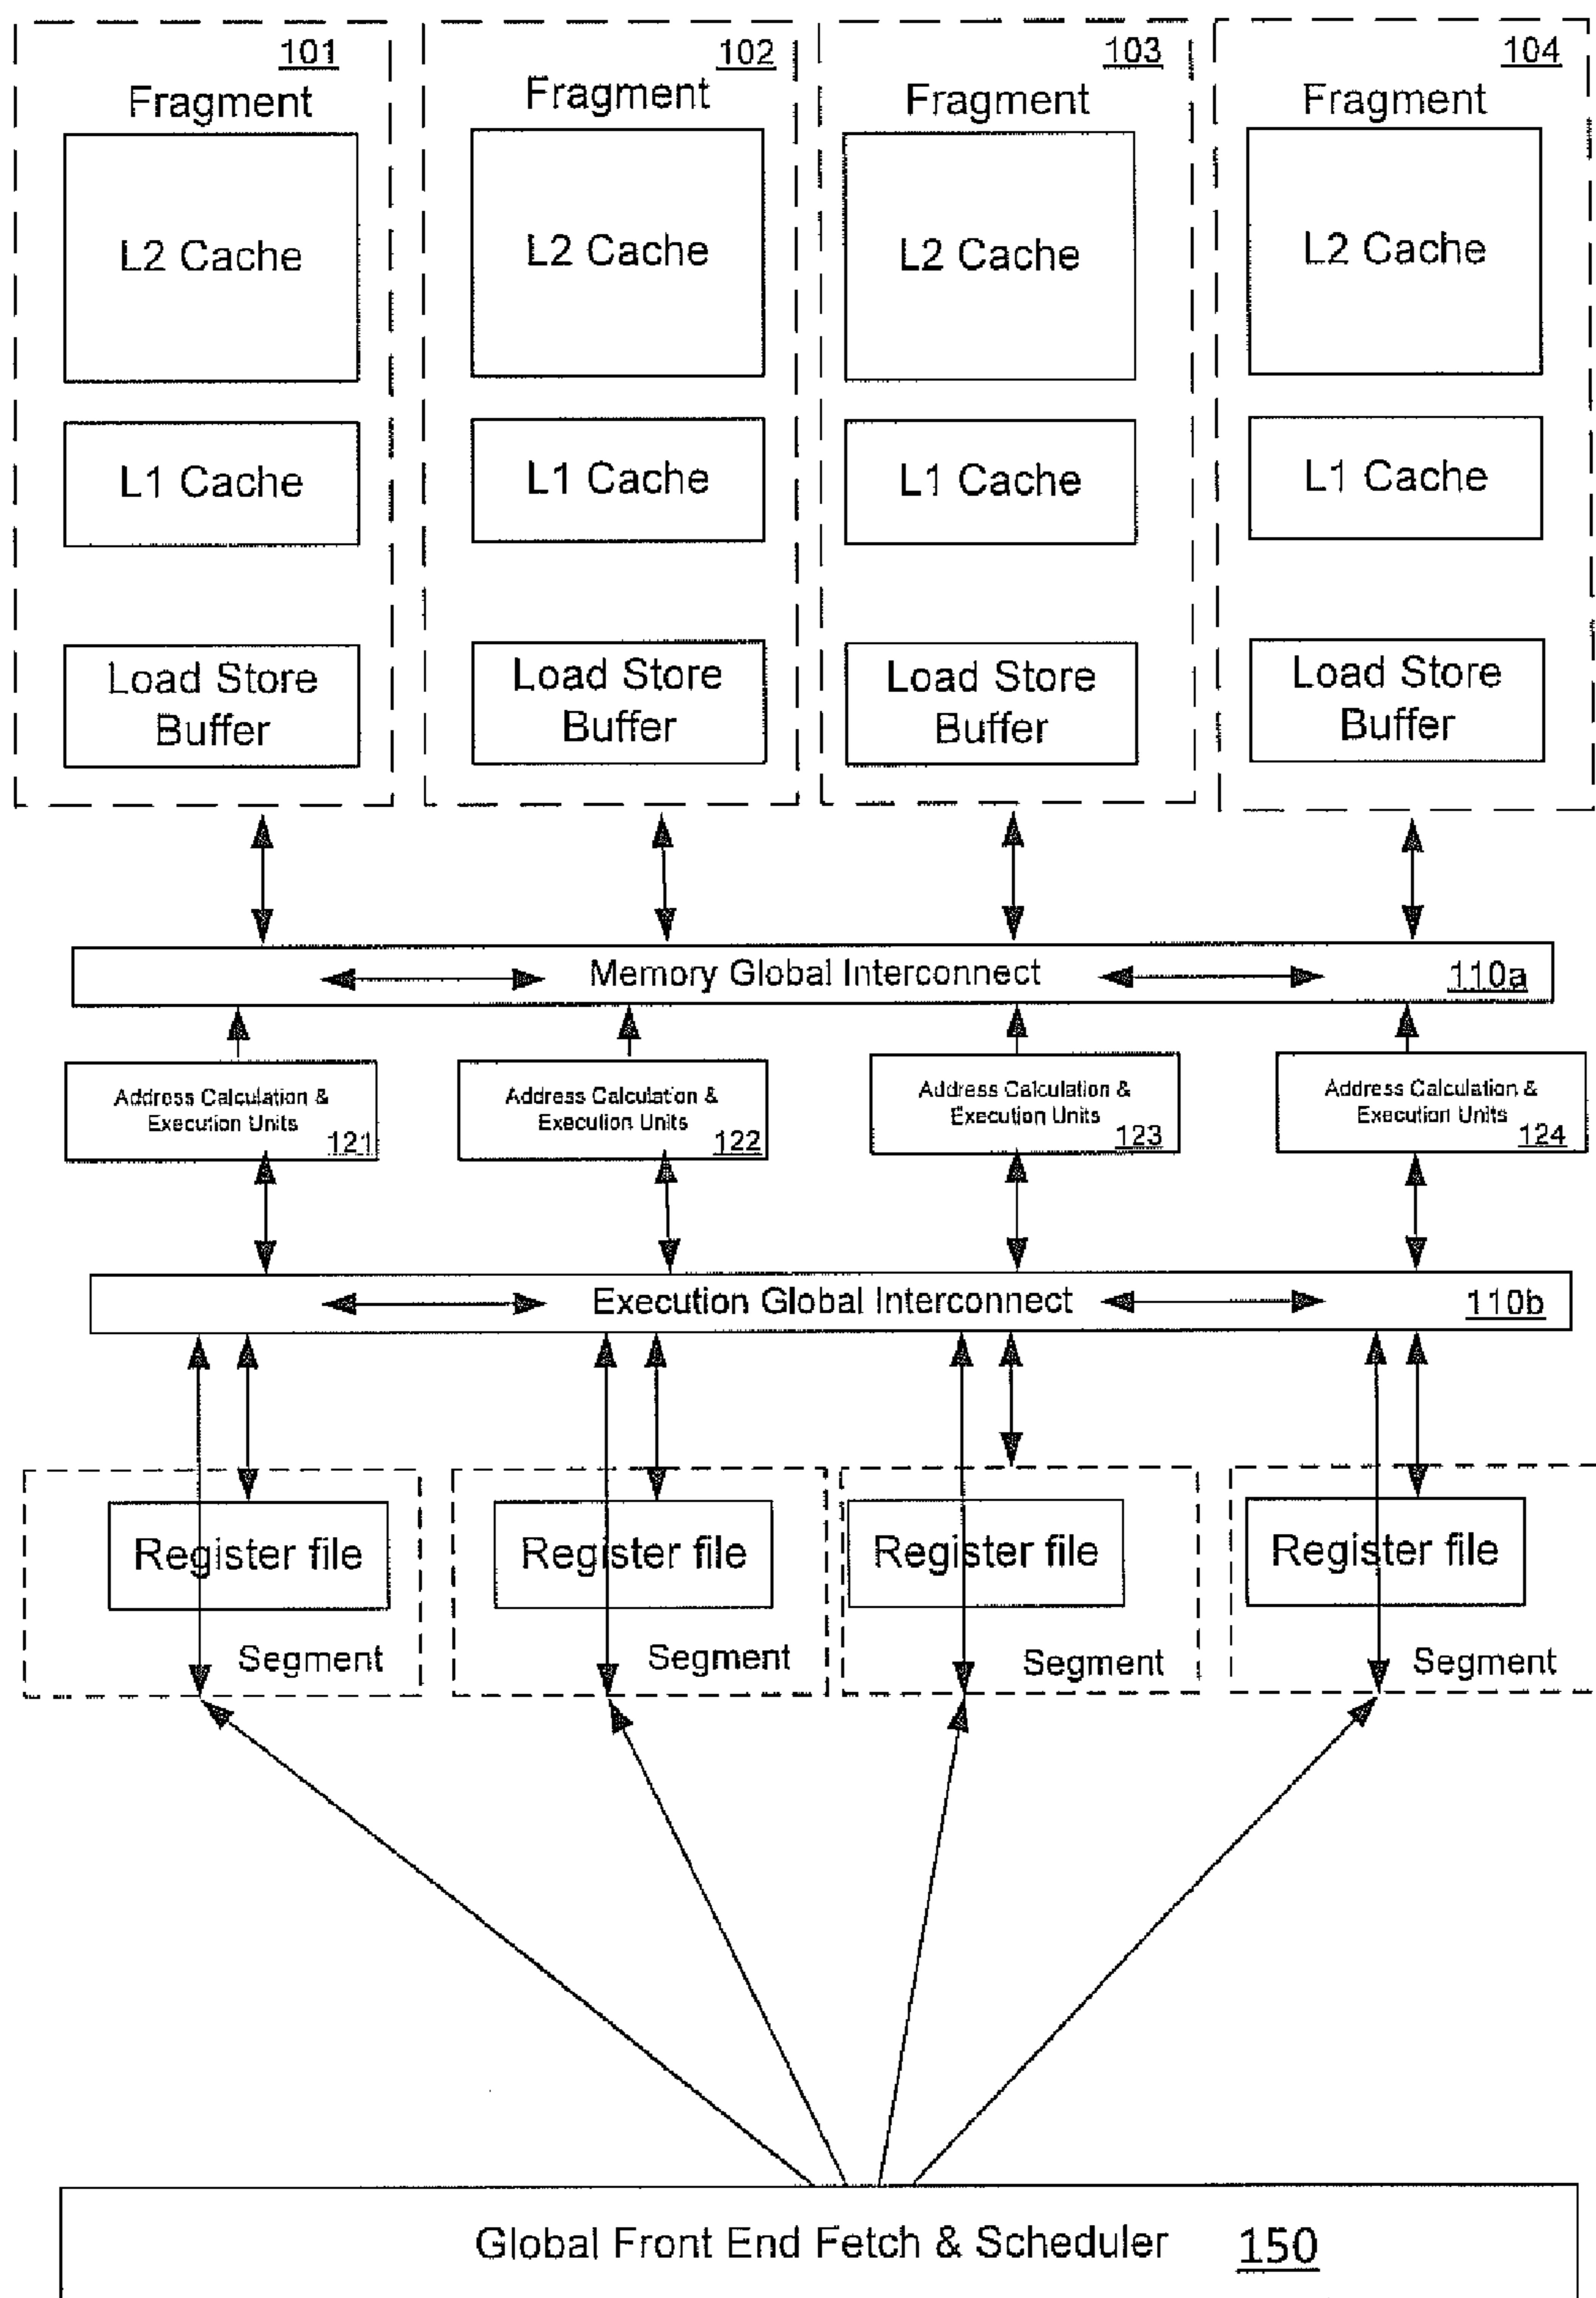 101
Fragment
L2 Cache
L1 Cache
Load Store
Buffer
102
Fragment
L2 Cache
L1 Cache
Load Store
Buffer
103
Fragment
L2 Cache
L1 Cache
Load Store
Buffer
104
Fragment
L2 Cache
L1 Cache
Load Store
Buffer
Memory Global Interconnect
110a
Address Calculation &
Execution Units
121
Address Calculation &
Execution Units
122
Address Calculation &
Execution Units
123
Address Calculation &
Execution Units
124
Execution Global Interconnect
110b
Register file
Segment
Register file
Segment
Register file
Segment
Register file
Segment
Global Front End Fetch & Scheduler 150